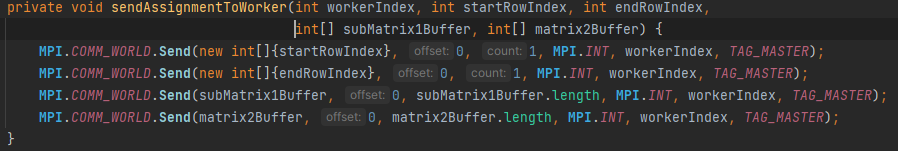 private void sendAssignmentToWorker(int workerIndex, int startRowIndex, int endRowIndex,
int[] subMatrix1Buffer, int[] matrix2Buffer) {
MPI.COMM_WORLD.Send(new int[]{startRowIndex}, offset: 0, count: 1, MPI.INT, workerIndex, TAG_MASTER);
MPI.COMM_WORLD.Send(new int[]{endRowIndex}, offset: 0, count: 1, MPI.INT, workerIndex, TAG_MASTER);
MPI.COMM_WORLD.Send(subMatrix1Buffer, offset: 0, subMatrix1Buffer.length, MPI.INT, workerIndex, TAG_MASTER);
MPI.COMM_WORLD.Send(matrix2Buffer, offset: 0, matrix2Buffer.length, MPI.INT, workerIndex, TAG_MASTER);
}